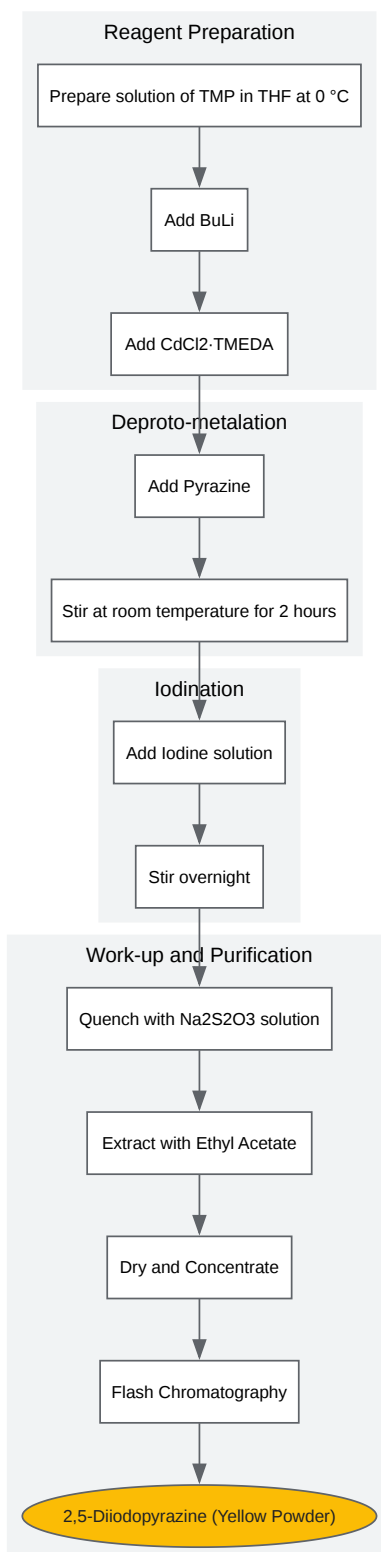 Reagent Preparation
Prepare solution of TMP in THF at 0 °C
Add BuLi
Add CdCl2·TMEDA
Deproto-metalation
Add Pyrazine
Stir at room temperature for 2 hours
Iodination
Add Iodine solution
Stir overnight
Work-up and Purification
Quench with Na2S2O3 solution
Extract with Ethyl Acetate
Dry and Concentrate
Flash Chromatography
2,5-Diiodopyrazine (Yellow Powder)